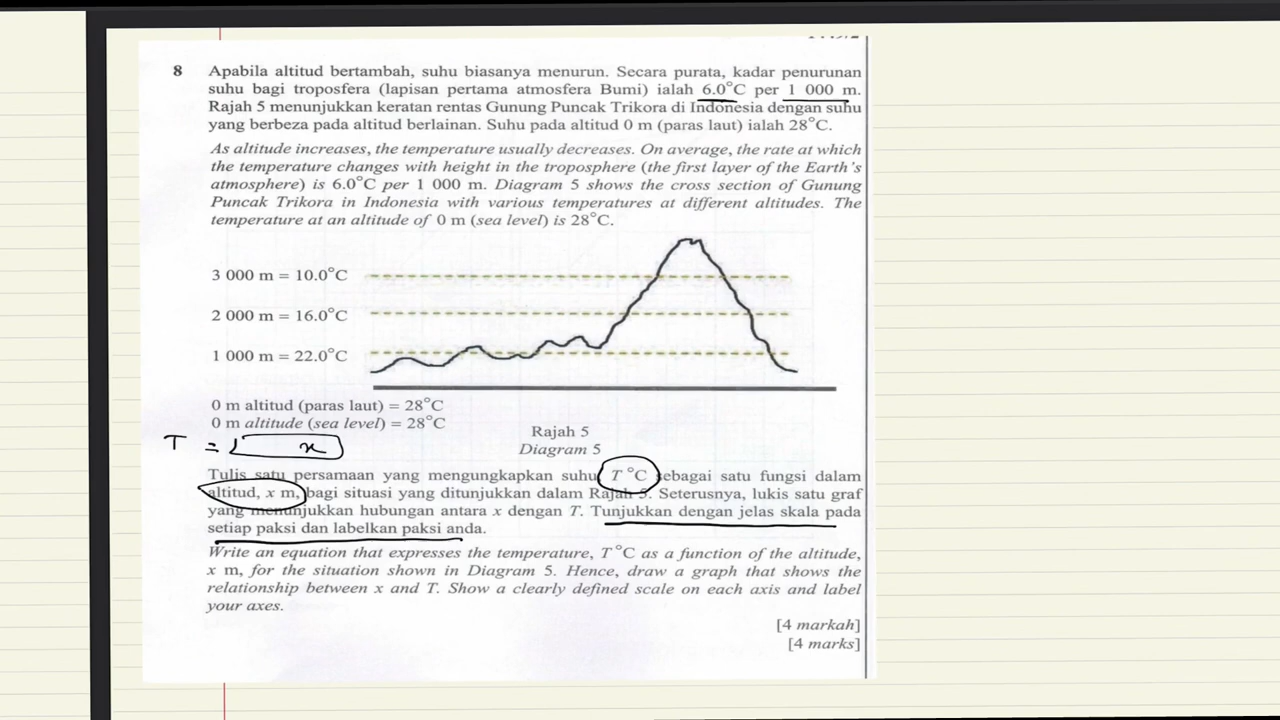 8 Apabila altitud bertambah, suhu biasanya menurun. Secara purata, kadar penurunan
suhu bagi troposfera (lapisan pertama atmosfera Bumi) ialah 6.0°C per 1 000 m.
Rajah 5 menunjukkan keratan rentas Gunung Puncak Trikora di Indonesia dengan suhu
yang berbeza pada altitud berlainan. Suhu pada altitud 0 m (paras laut) ialah 28°C.
As altitude increases, the temperature usually decreases. On average, the rate at which
the temperature changes with height in the troposphere (the first layer of the Earth's
atmosphere) is 6.0°C per 1 000 m. Diagram 5 shows the cross section of Gunung
Puncak Trikora in Indonesia with various temperatures at different altitudes. The
temperature at an altitude of 0 m (sea level) is 28°C.
3 000 m = 10.0°C
2 000 m = 16.0°C
1 000 m = 22.0°C
0 m altitud (paras laut) = 28°C
0 m altitude (sea level) = 28°C
Rajah 5
Diagram 5
T = x
Tulis satu persamaan yang mengungkapkan suhu T °C sebagai satu fungsi dalam
altitud, x m, bagi situasi yang ditunjukkan dalam Rajah 5. Seterusnya, lukis satu graf
yang menunjukkan hubungan antara x dengan T. Tunjukkan dengan jelas skala pada
setiap paksi dan labelkan paksi anda.
Write an equation that expresses the temperature, T°C as a function of the altitude,
x m, for the situation shown in Diagram 5. Hence, draw a graph that shows the
relationship between x and T. Show a clearly defined scale on each axis and label
your axes.
[4 markah]
[4 marks]